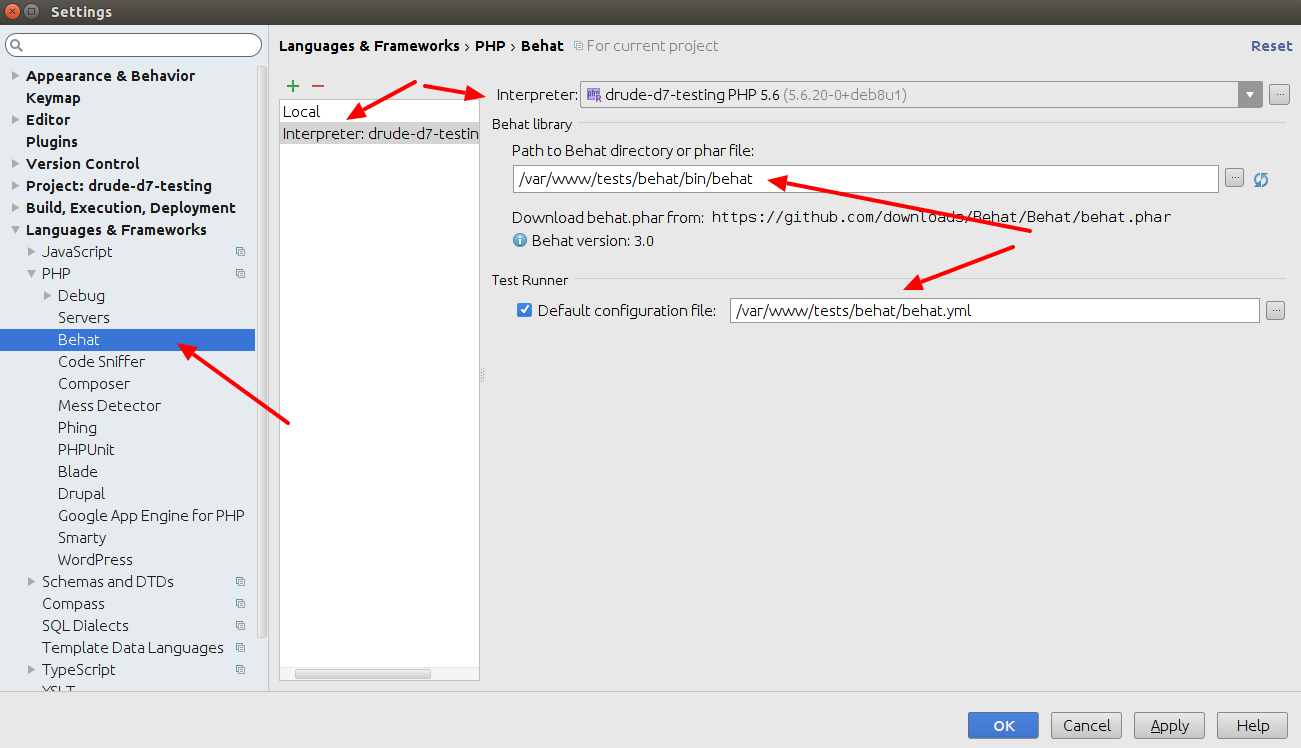 Settings
Languages & Frameworks › PHP › Behat For current project
Reset
Appearance & Behavior
Keymap
Editor
Plugins
Version Control
Project: drude-d7-testing
Build, Execution, Deployment
Languages & Frameworks
JavaScript
PHP
Debug
Servers
Behat
Code Sniffer
Composer
Mess Detector
Phing
PHPUnit
Blade
Drupal
Google App Engine for PHP
Smarty
WordPress
Schemas and DTDs
Compass
SQL Dialects
Template Data Languages
TypeScript
XSLT
Local
Interpreter: drude-d7-testin
Interpreter: drude-d7-testing PHP 5.6 (5.6.20-0+deb8u1)
Behat library
Path to Behat directory or phar file:
/var/www/tests/behat/bin/behat
Download behat.phar from: https://github.com/downloads/Behat/Behat/behat.phar
Behat version: 3.0
Test Runner
Default configuration file: /var/www/tests/behat/behat.yml
OK
Cancel
Apply
Help